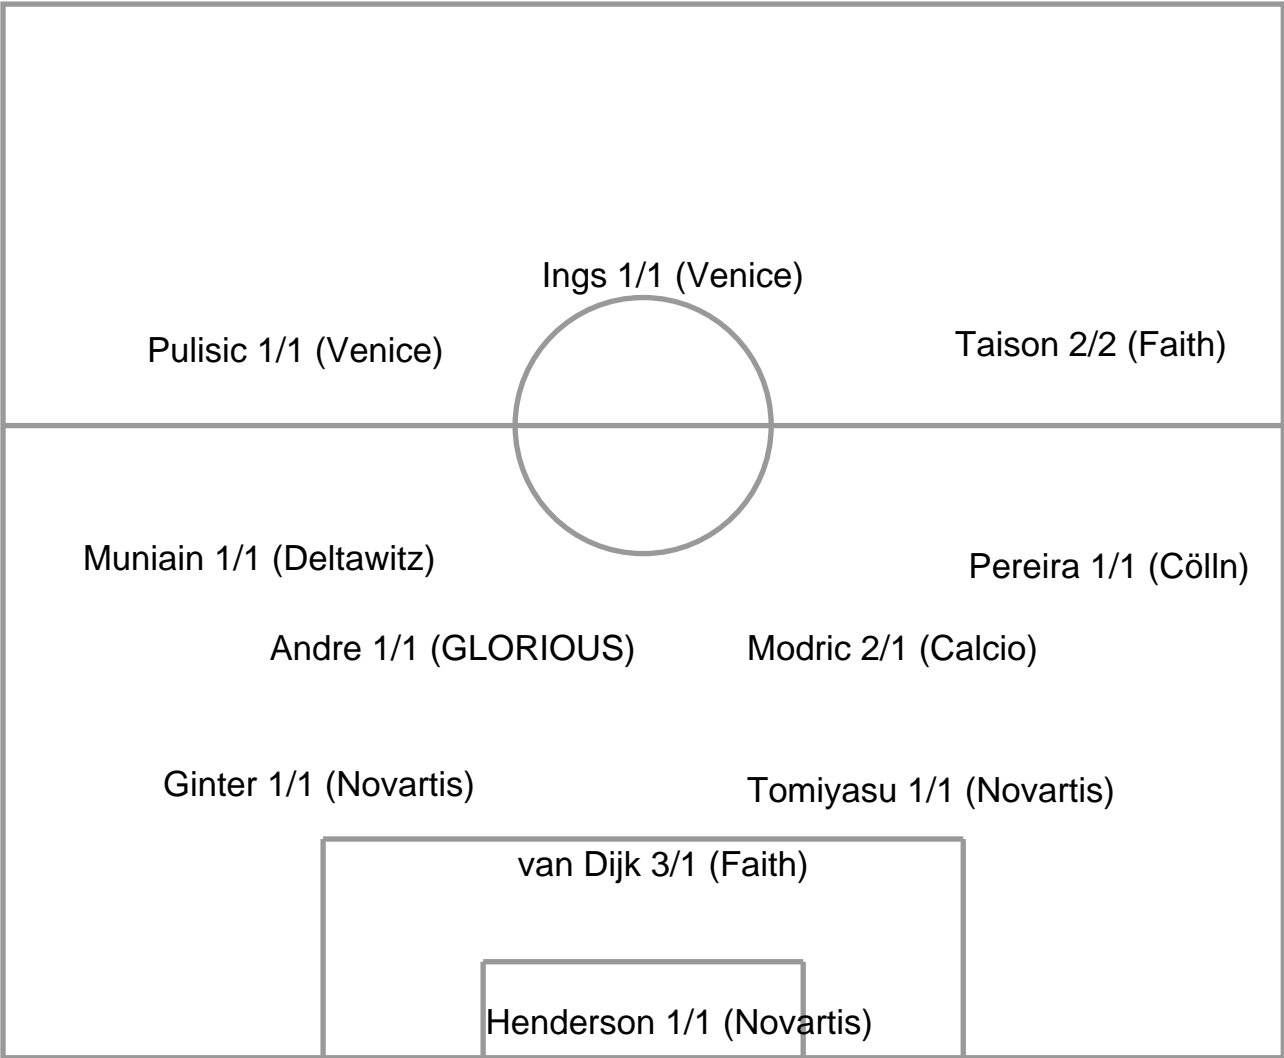 Ings 1/1 (Venice)
Pulisic 1/1 (Venice)
Taison 2/2 (Faith)
Muniain 1/1 (Deltawitz)
Pereira 1/1 (Cölln)
Andre 1/1 (GLORIOUS)
Modric 2/1 (Calcio)
Ginter 1/1 (Novartis)
Tomiyasu 1/1 (Novartis)
van Dijk 3/1 (Faith)
Henderson 1/1 (Novartis)